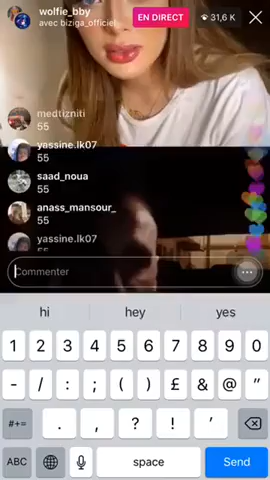 wolfie_bby
avec biziga_officiel
EN DIRECT
31,6 K
medtizniti
55
yassine.lk07
55
saad_noua
55
anass_mansour_
55
yassine.lk07
55
Commenter
hi hey yes
1 2 3 4 5 6 7 8 9 0
- / : ; ( ) £ & @ "
#+= . , ? ! ’
ABC space Send